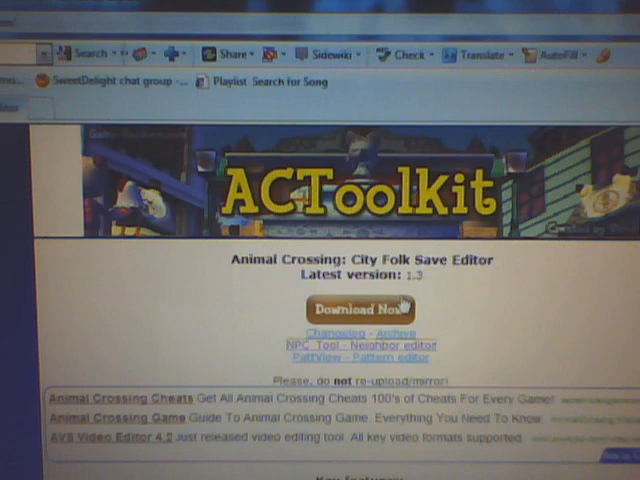 Search Share Sidewiki Check Translate AutoFill
SweetDelight chat group -... Playlist Search for Song
ACToolkit
Animal Crossing: City Folk Save Editor
Latest version: 1.3
Download Now
Changelog - Archive
NPC Tool - Neighbor editor
PattView - Pattern editor
Please, do not re-upload/mirror!
Animal Crossing Cheats Get All Animal Crossing Cheats 100's of Cheats For Every Game!
Animal Crossing Game Guide To Animal Crossing Game. Everything You Need To Know.
AVS Video Editor 4.2 Just released video editing tool. All key video formats supported.
Key features: